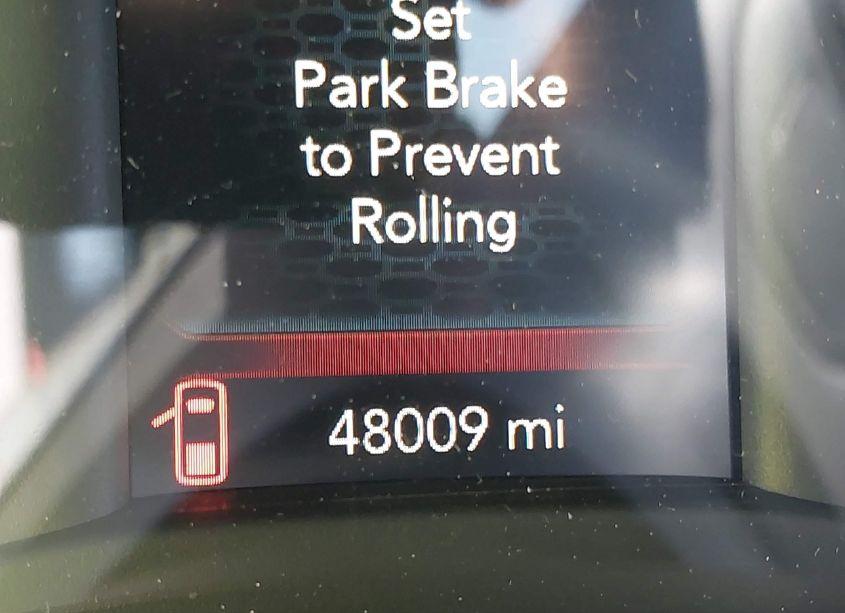 Set
Park Brake
to Prevent
Rolling
48009 mi